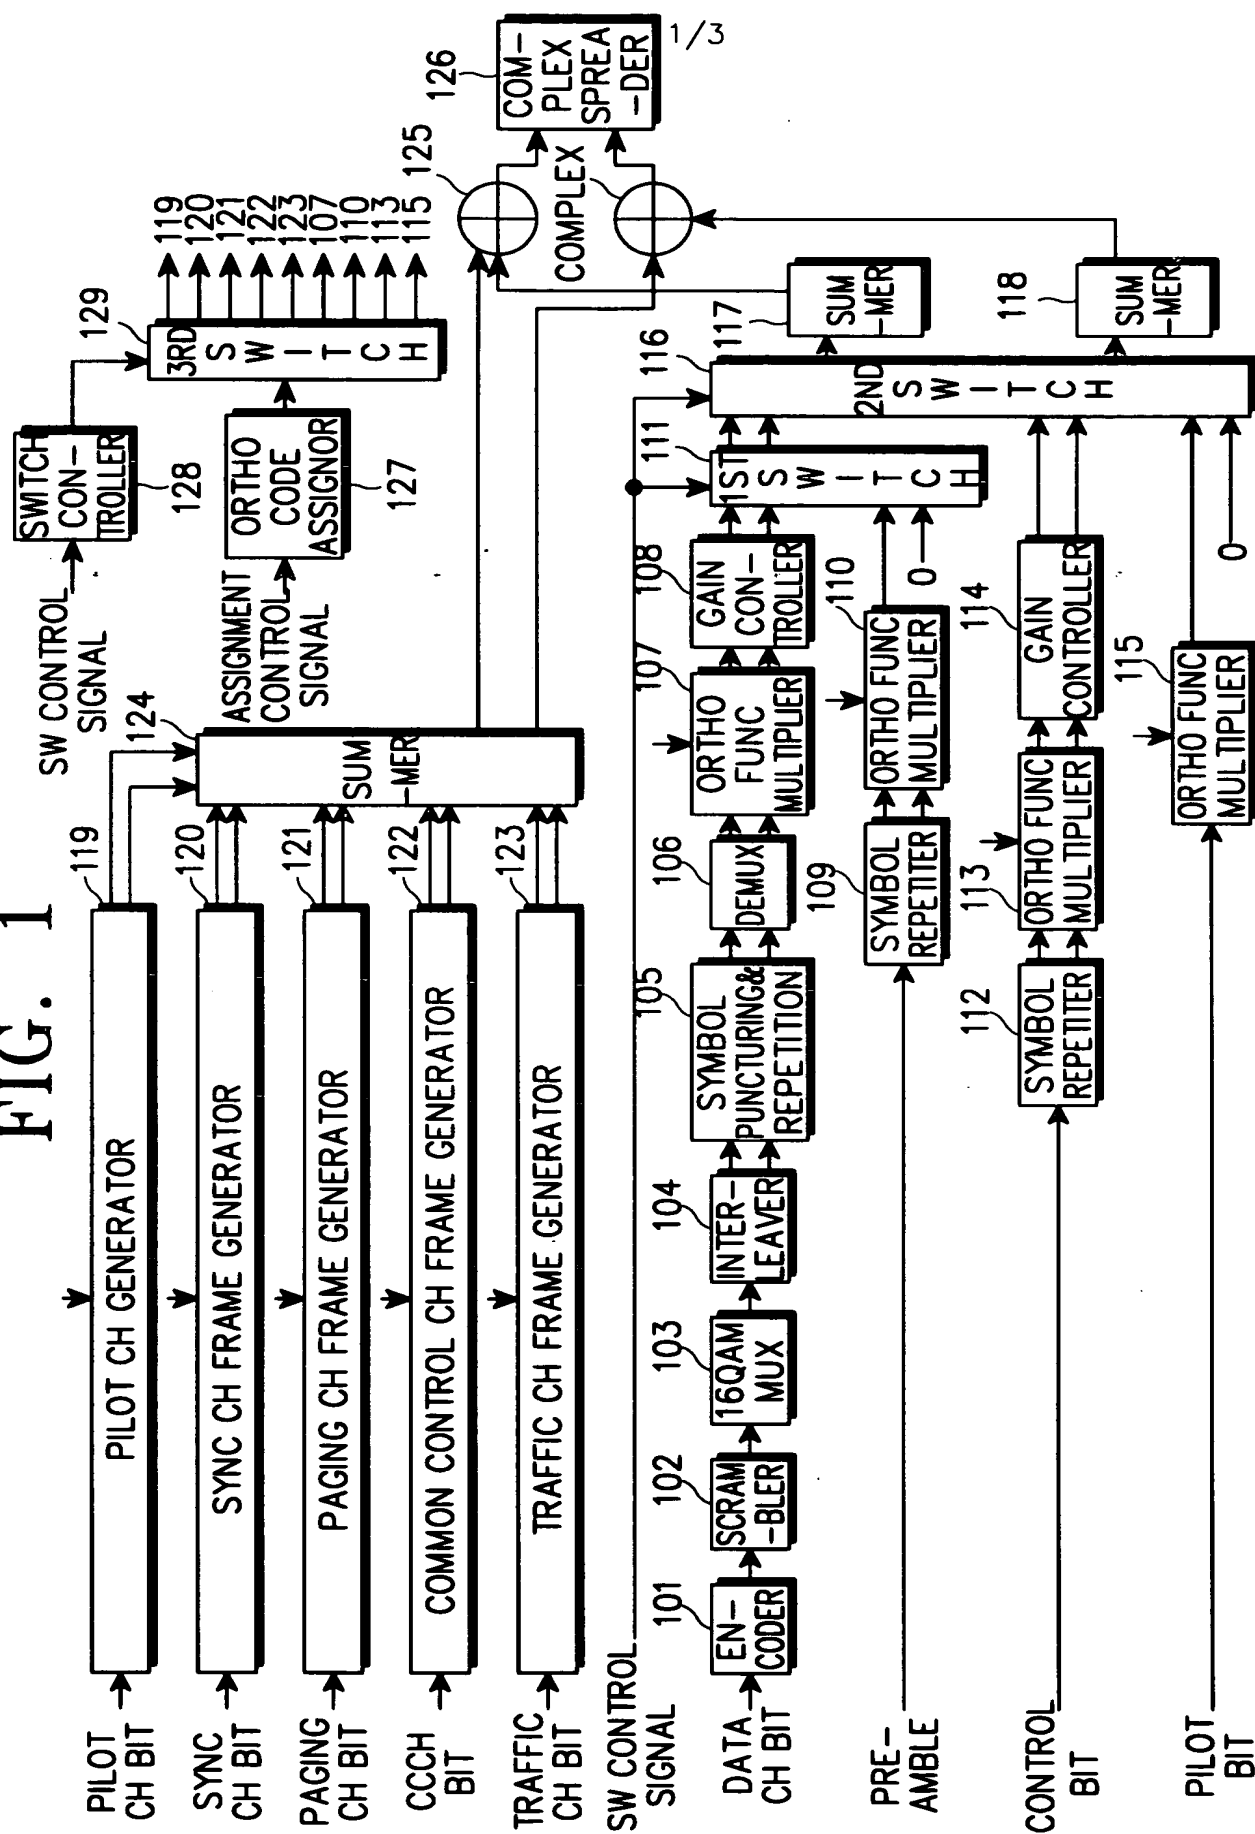 FIG. 1
1/3
PILOT
CH BIT
PILOT CH GENERATOR
119
SYNC
CH BIT
SYNC CH FRAME GENERATOR
120
PAGING
CH BIT
PAGING CH FRAME GENERATOR
121
CCCH
BIT
COMMON CONTROL CH FRAME GENERATOR
122
TRAFFIC
CH BIT
TRAFFIC CH FRAME GENERATOR
123
124
SUM
-MER
SW CONTROL
SIGNAL
SWITCH
CON-
TROLLER
128
ASSIGNMENT
CONTROL
SIGNAL
ORTHO
CODE
ASSIGNOR
127
129
3RD
S
W
I
T
C
H
119
120
121
122
123
107
110
113
115
125
COMPLEX
126
COM-
PLEX
SPREA
-DER
SW CONTROL
SIGNAL
DATA
CH BIT
101
EN-
CODER
102
SCRAM
-BLER
103
16QAM
MUX
104
INTER-
LEAVER
105
SYMBOL
PUNCTURING&
REPETITION
106
DEMUX
107
ORTHO
FUNC
MULTIPLIER
108
GAIN
CON-
TROLLER
111
1ST
S
W
I
T
C
H
116
2ND
S
W
I
T
C
H
117
SUM
-MER
118
SUM
-MER
PRE-
AMBLE
109
SYMBOL
REPETITER
110
ORTHO FUNC
MULTIPLIER
0
CONTROL
BIT
112
SYMBOL
REPETITER
113
ORTHO FUNC
MULTIPLIER
114
GAIN
CONTROLLER
PILOT
BIT
115
ORTHO FUNC
MULTIPLIER
0